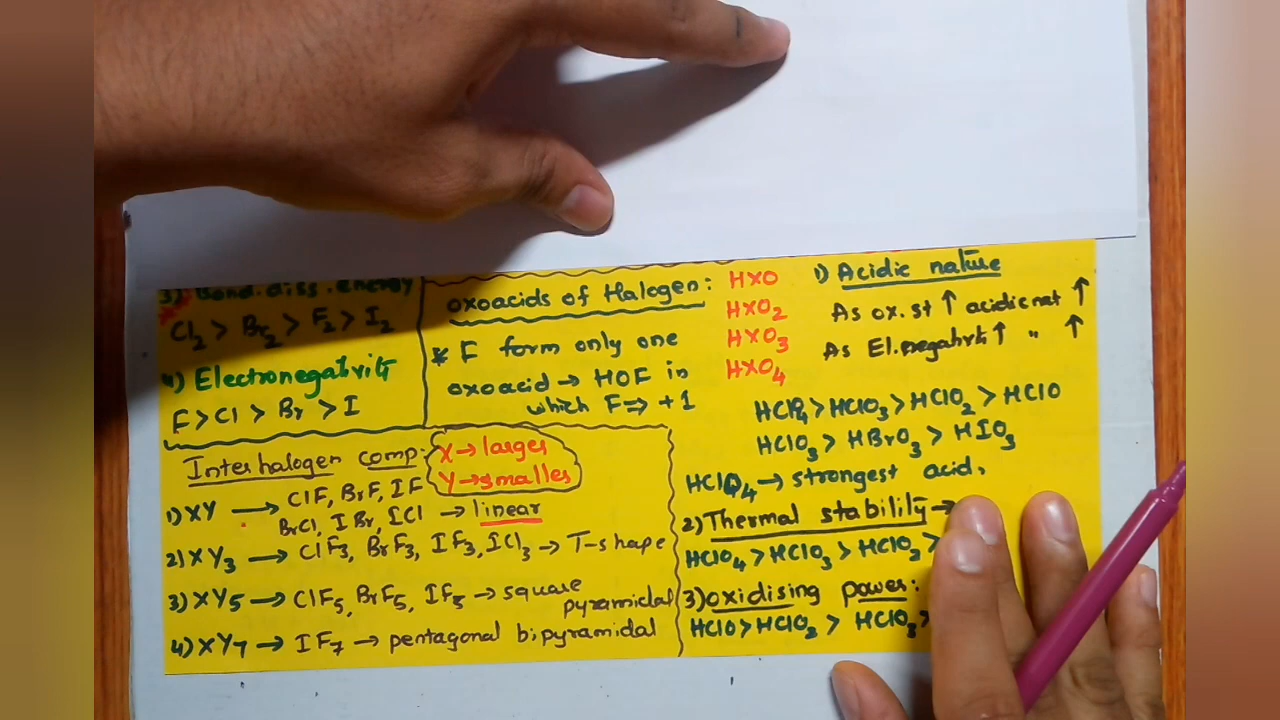 3) Bond.diss.energy
Cl₂ > Br₂ > F₂ > I₂
4) Electronegativity
F > Cl > Br > I
oxoacids of Halogen:
* F form only one
oxoacid → HOF in
which F ⇒ +1
HXO
HXO₂
HXO₃
HXO₄
1) Acidic nature
As ox.st ↑ acidic nat ↑
As El.negativity ↑ " ↑
HClO₄ > HClO₃ > HClO₂ > HClO
HClO₃ > HBrO₃ > HIO₃
HClO₄ → strongest acid.
2) Thermal stability →
HClO₄ > HClO₃ > HClO₂ >
3) oxidising power:
HClO > HClO₂ > HClO₃ >
Interhalogen comp:
X → larger
Y → smaller
1) XY → ClF, BrF, IF
BrCl, IBr, ICl → linear
2) XY₃ → ClF₃, BrF₃, IF₃, ICl₃ → T-shape
3) XY₅ → ClF₅, BrF₅, IF₅ → square
pyramidal
4) XY₇ → IF₇ → pentagonal bipyramidal